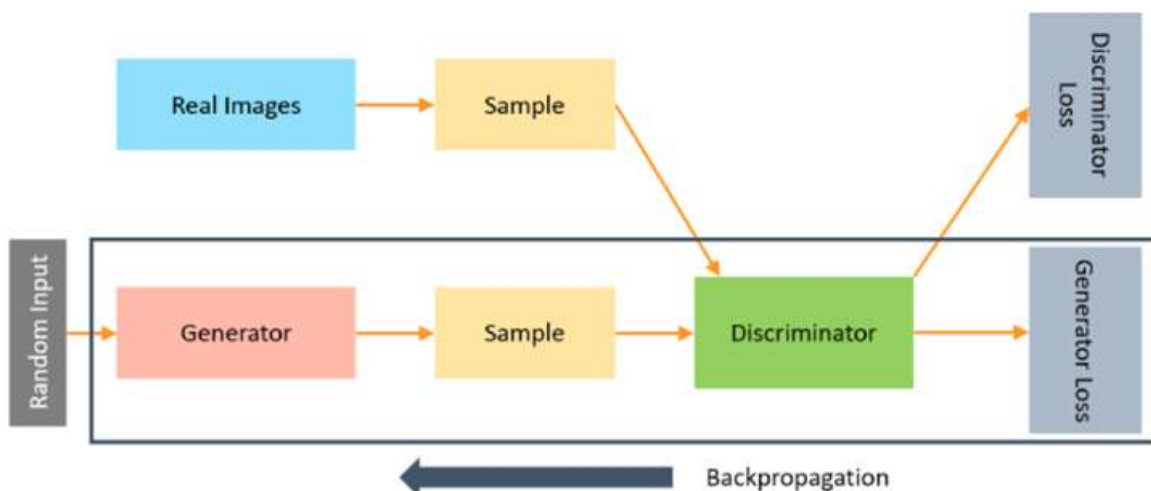 Real Images
Sample
Discriminator
Loss
Random Input
Generator
Sample
Discriminator
Generator Loss
Backpropagation